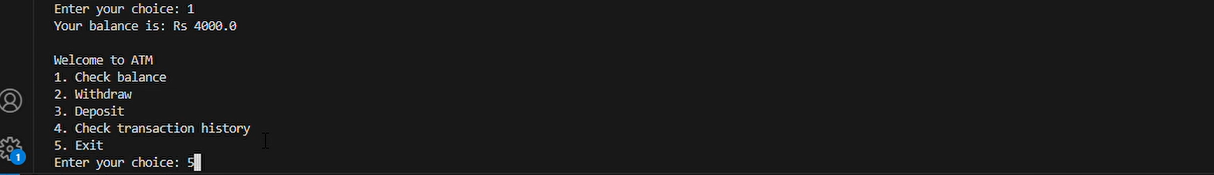 Enter your choice: 1
Your balance is: Rs 4000.0
Welcome to ATM
1. Check balance
2. Withdraw
3. Deposit
4. Check transaction history
5. Exit
Enter your choice: 5
1